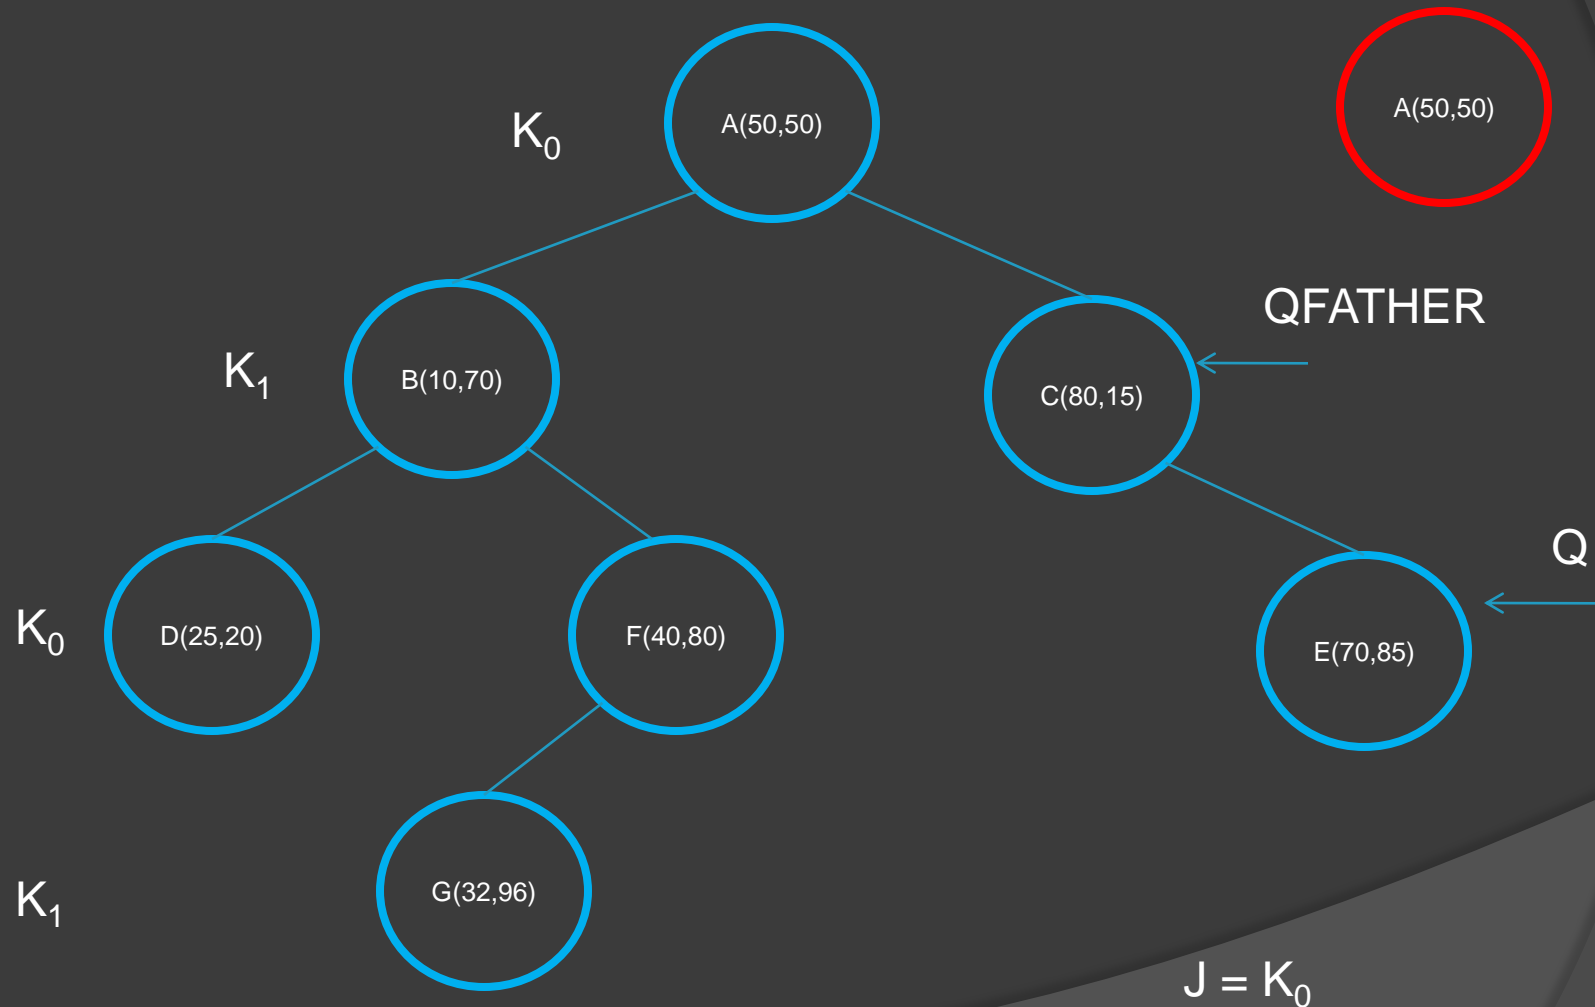 A(50,50)
A(50,50)
K₀
QFATHER
K₁
B(10,70)
C(80,15)
Q
K₀
D(25,20)
F(40,80)
E(70,85)
K₁
G(32,96)
J = K₀